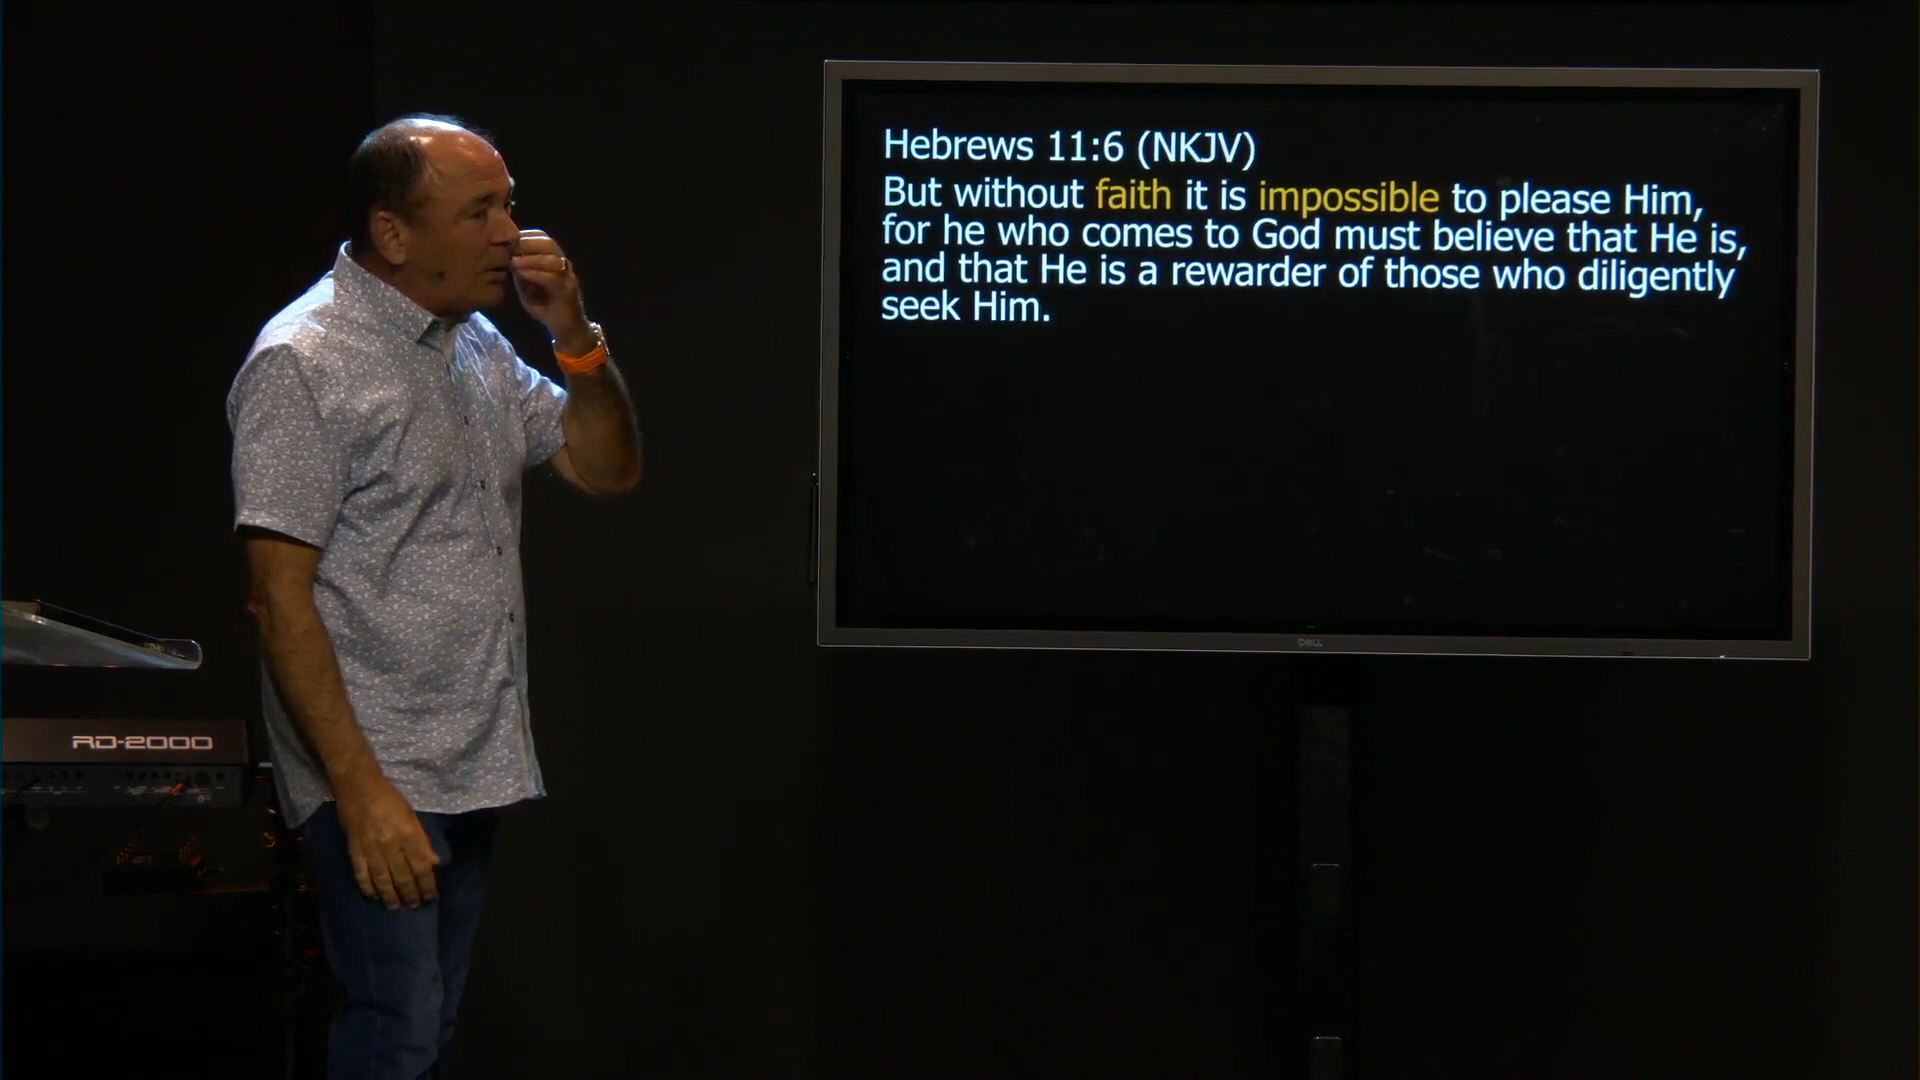 Hebrews 11:6 (NKJV)
But without faith it is impossible to please Him,
for he who comes to God must believe that He is,
and that He is a rewarder of those who diligently
seek Him.
DELL
RD-2000